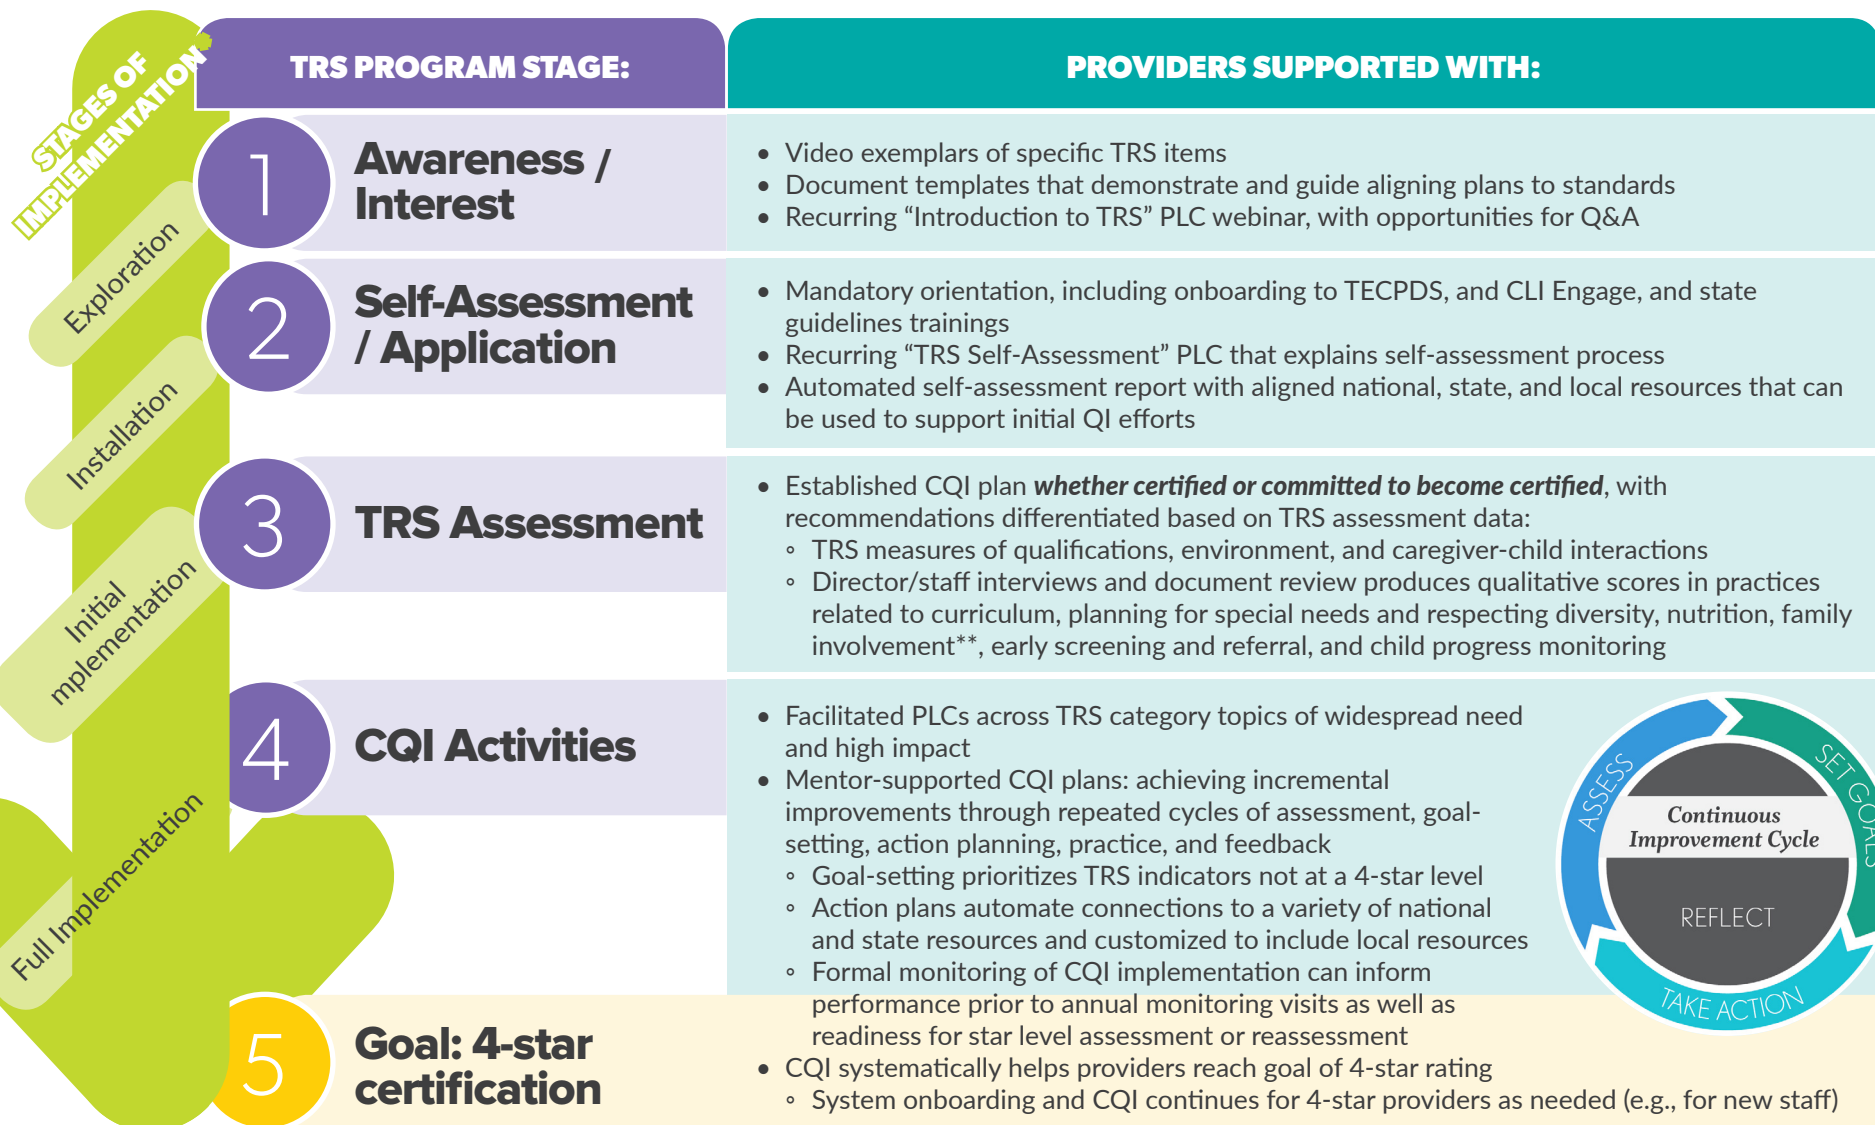 STAGES OF
IMPLEMENTATION*
TRS PROGRAM STAGE:
PROVIDERS SUPPORTED WITH:
Exploration
Installation
Initial
mplementation
Full Implementation
1
Awareness /
Interest
• Video exemplars of specific TRS items
• Document templates that demonstrate and guide aligning plans to standards
• Recurring “Introduction to TRS” PLC webinar, with opportunities for Q&A
2
Self-Assessment
/ Application
• Mandatory orientation, including onboarding to TECPDS, and CLI Engage, and state
guidelines trainings
• Recurring “TRS Self-Assessment” PLC that explains self-assessment process
• Automated self-assessment report with aligned national, state, and local resources that can
be used to support initial QI efforts
3
TRS Assessment
• Established CQI plan whether certified or committed to become certified, with
recommendations differentiated based on TRS assessment data:
◦ TRS measures of qualifications, environment, and caregiver-child interactions
◦ Director/staff interviews and document review produces qualitative scores in practices
related to curriculum, planning for special needs and respecting diversity, nutrition, family
involvement**, early screening and referral, and child progress monitoring
4
CQI Activities
• Facilitated PLCs across TRS category topics of widespread need
and high impact
• Mentor-supported CQI plans: achieving incremental
improvements through repeated cycles of assessment, goal-
setting, action planning, practice, and feedback
◦ Goal-setting prioritizes TRS indicators not at a 4-star level
◦ Action plans automate connections to a variety of national
and state resources and customized to include local resources
◦ Formal monitoring of CQI implementation can inform
performance prior to annual monitoring visits as well as
readiness for star level assessment or reassessment
ASSESS
SET GOALS
Continuous
Improvement Cycle
REFLECT
TAKE ACTION
5
Goal: 4-star
certification
• CQI systematically helps providers reach goal of 4-star rating
◦ System onboarding and CQI continues for 4-star providers as needed (e.g., for new staff)